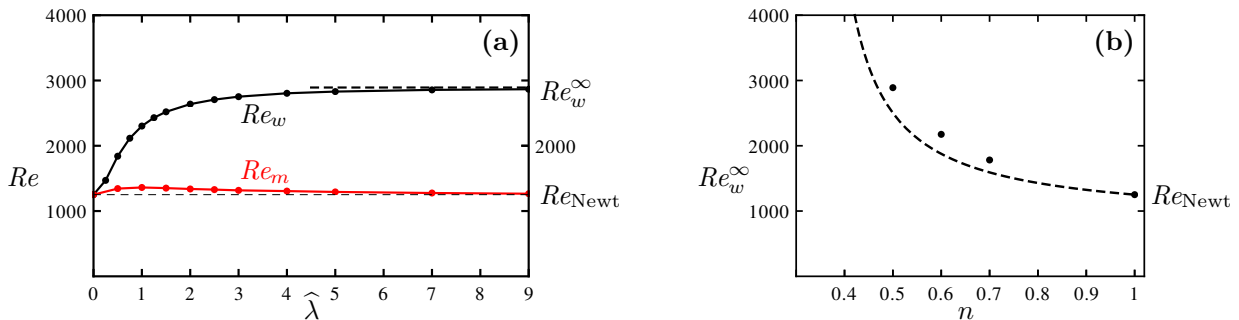 4000
(a)
3000
Re_w^∞
Re_w
Re
2000
2000
Re_m
Re_Newt
1000
0 1 2 3 4 5 6 7 8 9
λ̂
4000
(b)
3000
Re_w^∞
2000
Re_Newt
1000
0.4 0.5 0.6 0.7 0.8 0.9 1
n